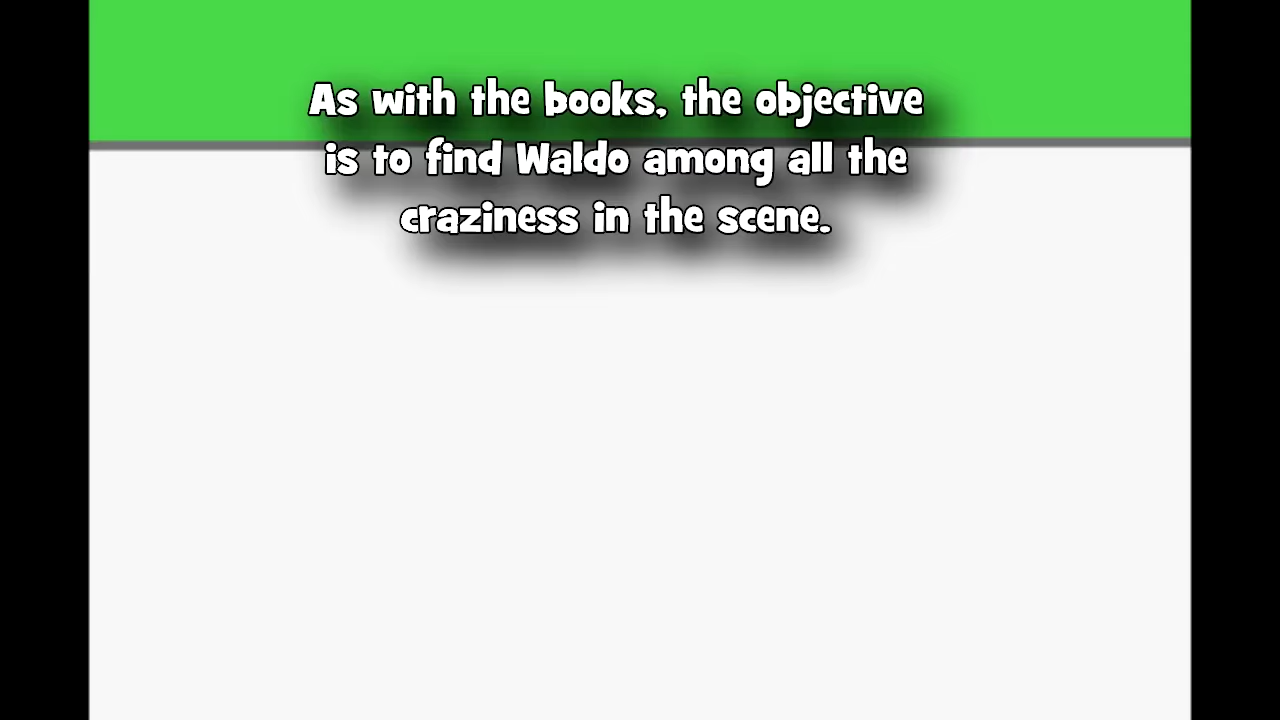 As with the books, the objective
is to find Waldo among all the
craziness in the scene.